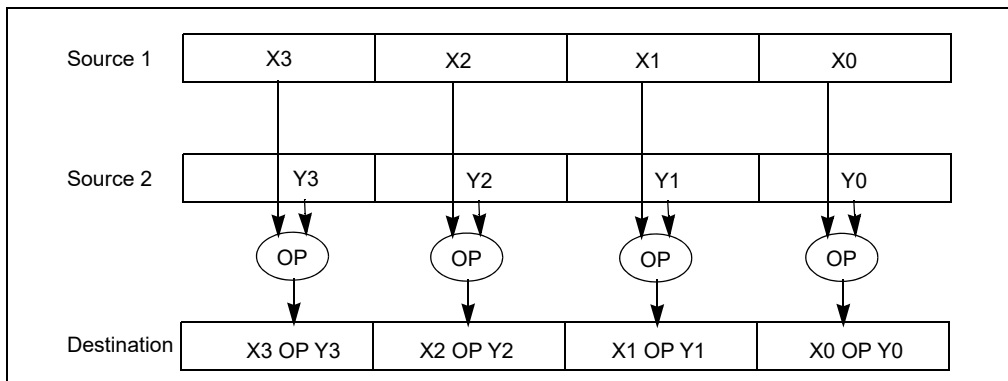 Source 1 X3 X2 X1 X0
Source 2 Y3 Y2 Y1 Y0
OP OP OP OP
Destination X3 OP Y3 X2 OP Y2 X1 OP Y1 X0 OP Y0